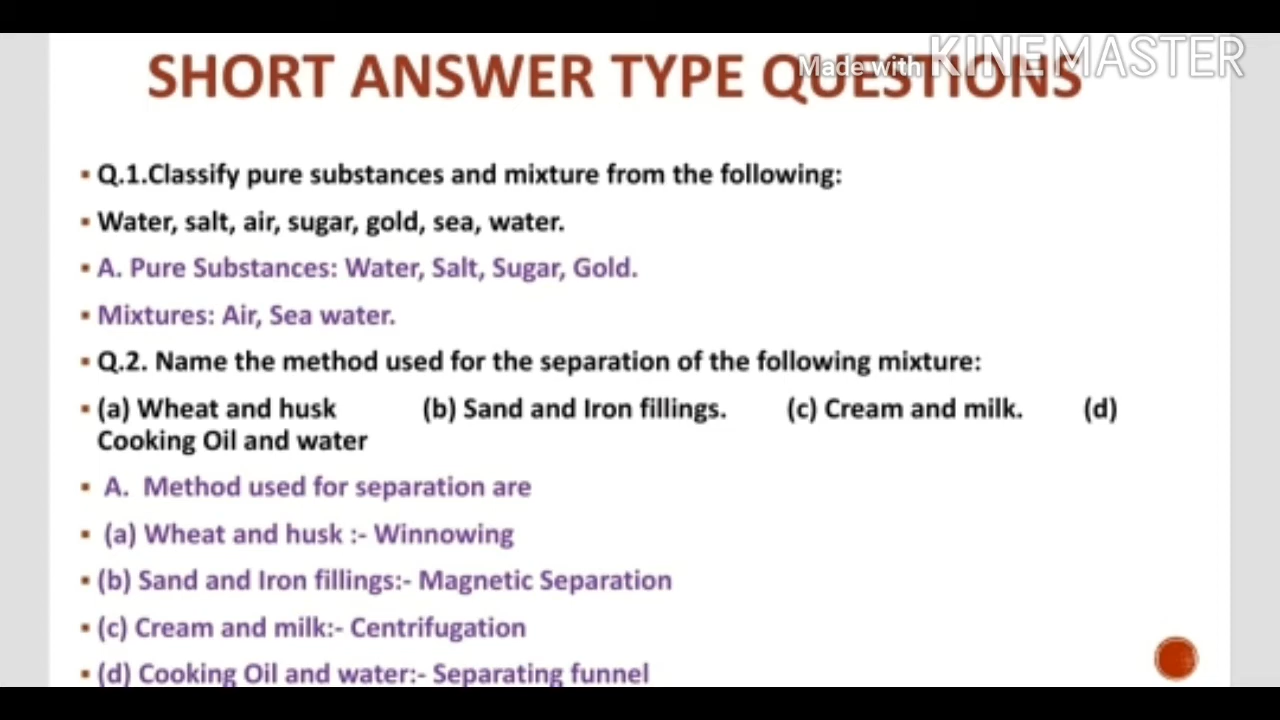 Made with KINEMASTER
SHORT ANSWER TYPE QUESTIONS
▪ Q.1.Classify pure substances and mixture from the following:
▪ Water, salt, air, sugar, gold, sea, water.
▪ A. Pure Substances: Water, Salt, Sugar, Gold.
▪ Mixtures: Air, Sea water.
▪ Q.2. Name the method used for the separation of the following mixture:
▪ (a) Wheat and husk (b) Sand and Iron fillings. (c) Cream and milk. (d)
Cooking Oil and water
▪ A. Method used for separation are
▪ (a) Wheat and husk :- Winnowing
▪ (b) Sand and Iron fillings:- Magnetic Separation
▪ (c) Cream and milk:- Centrifugation
▪ (d) Cooking Oil and water:- Separating funnel